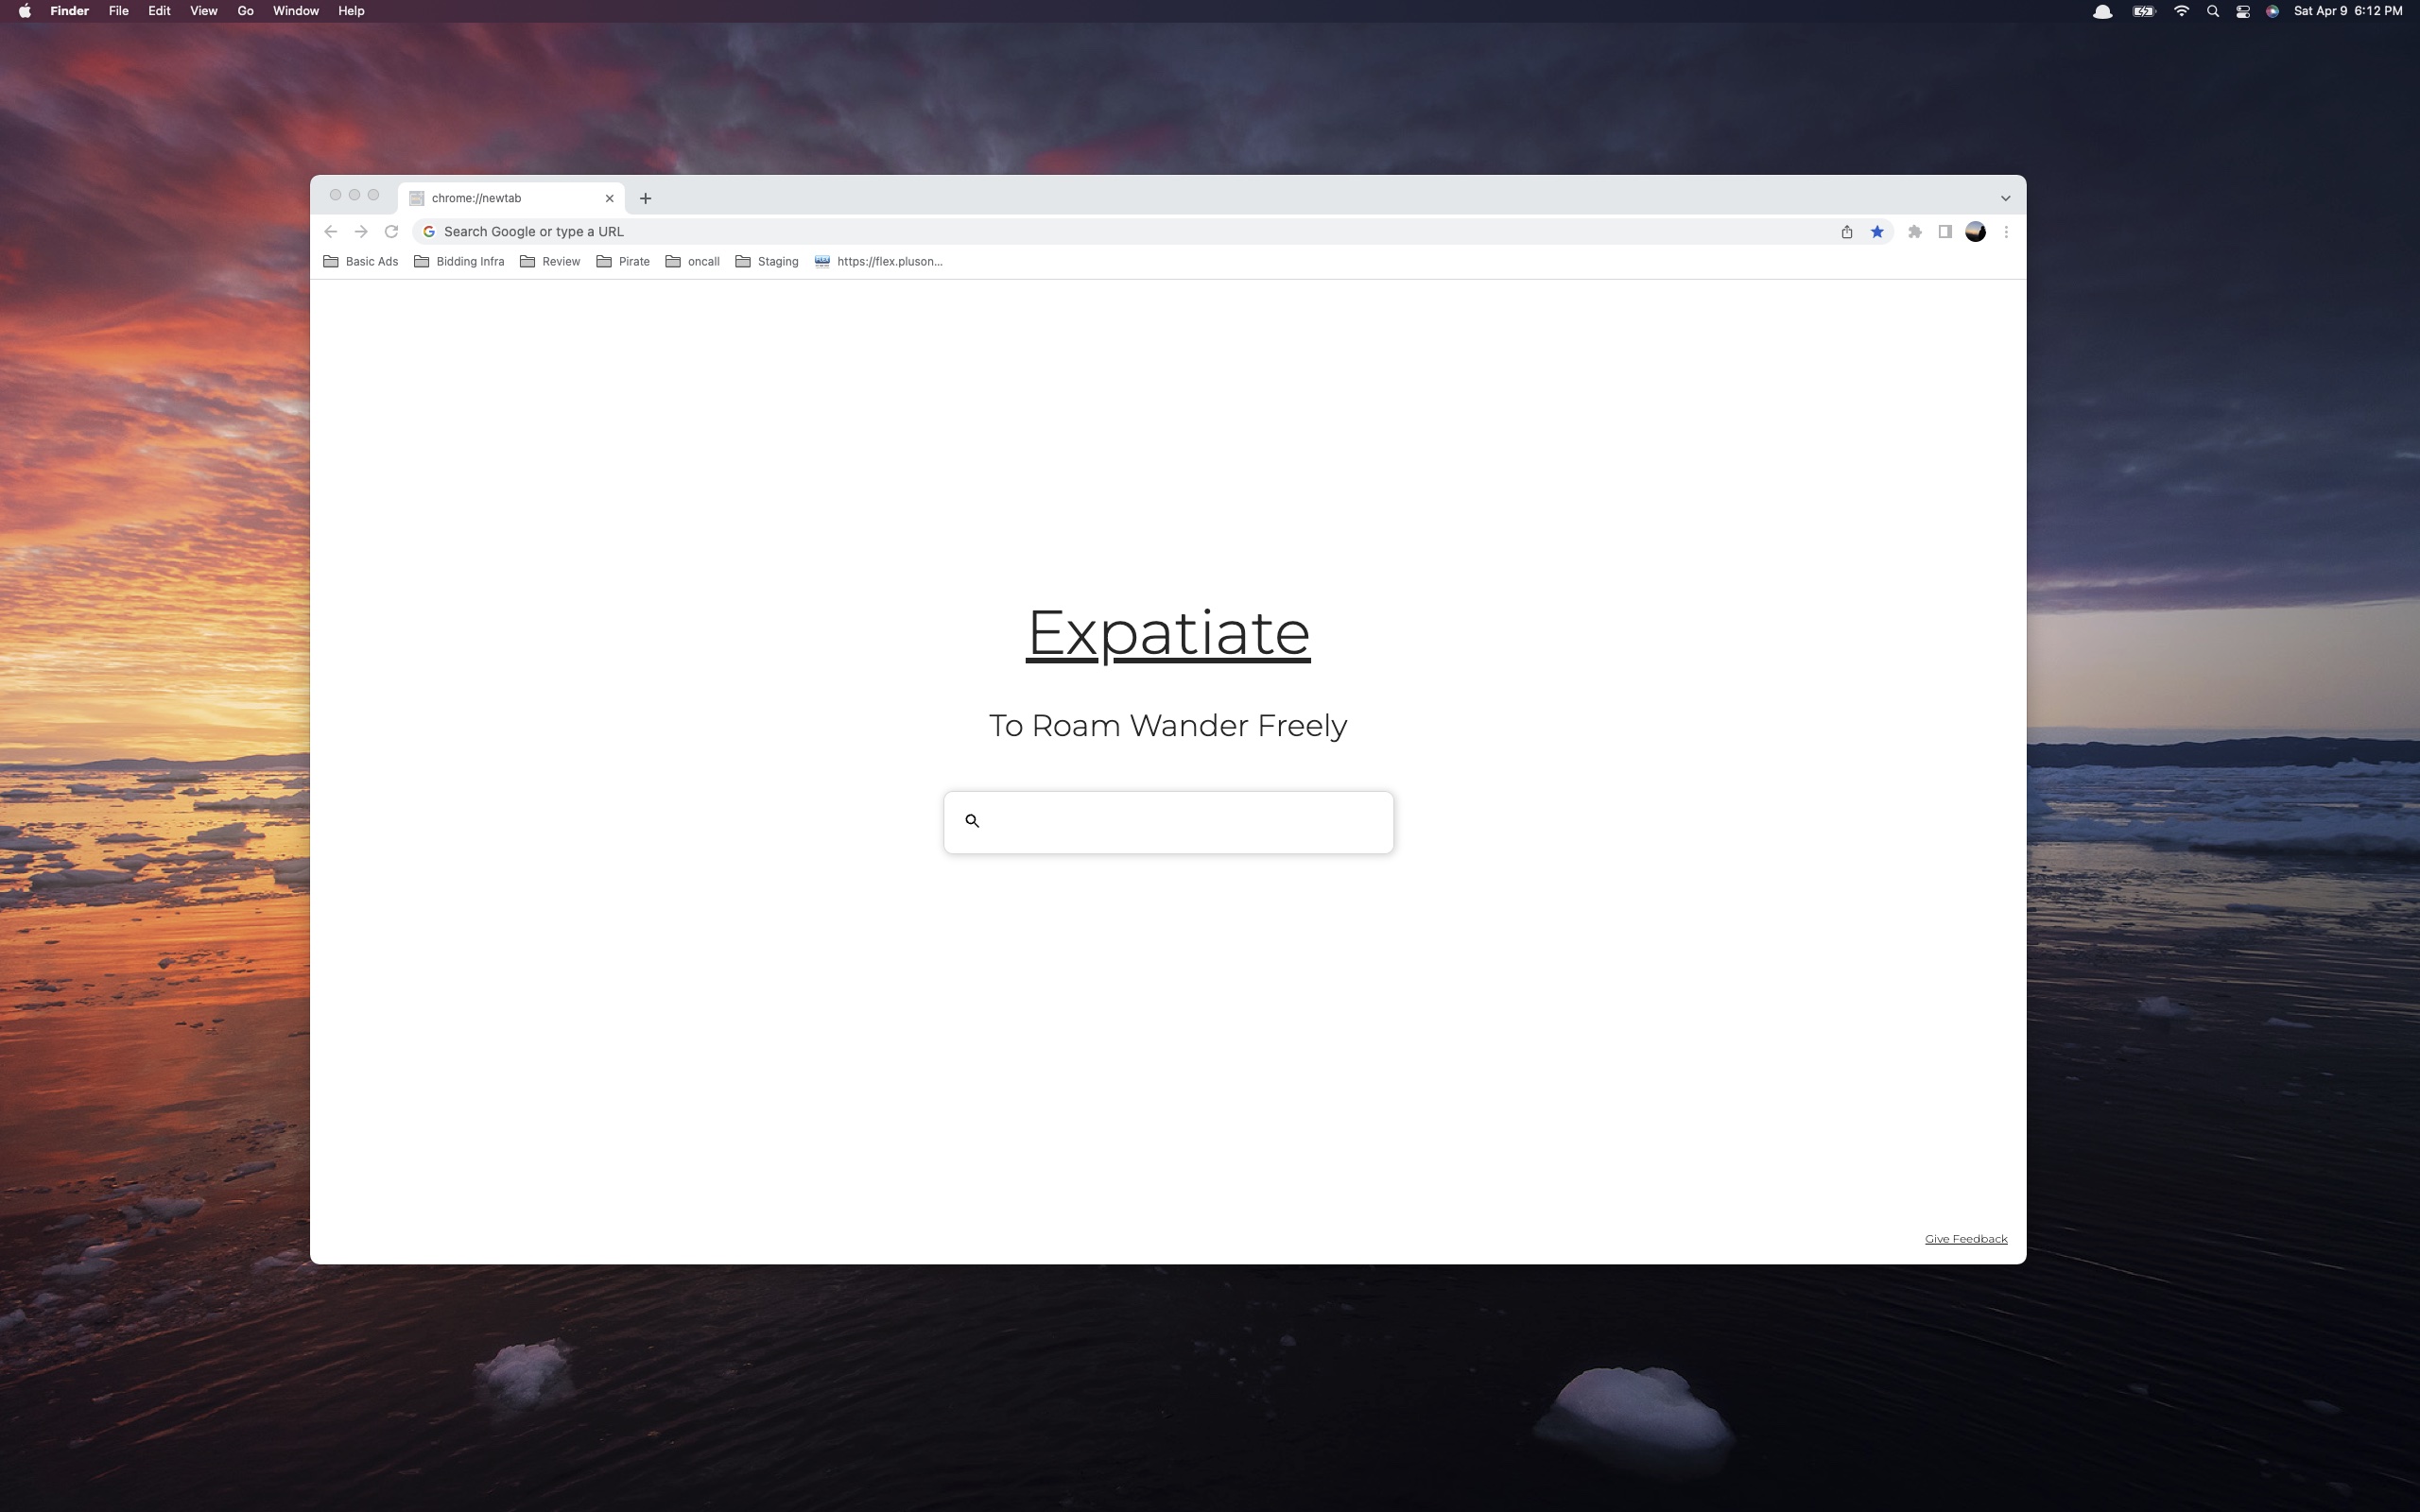 Finder File Edit View Go Window Help Sat Apr 9 6:12 PM
chrome://newtab
Search Google or type a URL
Basic Ads Bidding Infra Review Pirate oncall Staging https://flex.pluson...
Expatiate
To Roam Wander Freely
Give Feedback